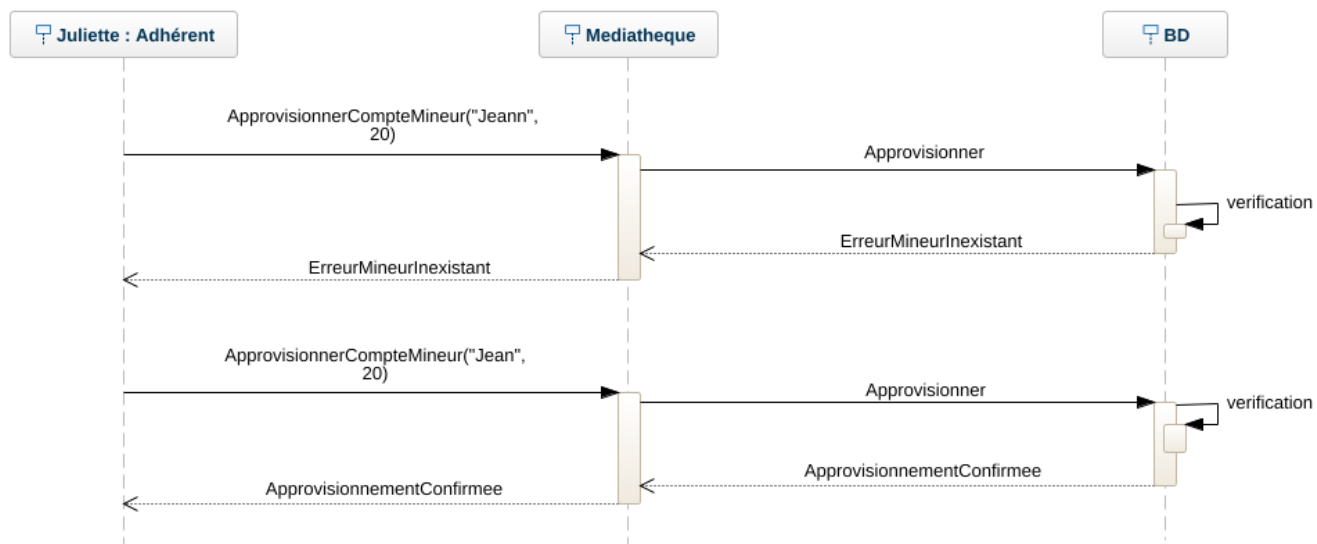 Juliette : Adhérent
Mediatheque
BD
ApprovisionnerCompteMineur("Jeann",
20)
Approvisionner
verification
ErreurMineurInexistant
ErreurMineurInexistant
ApprovisionnerCompteMineur("Jean",
20)
Approvisionner
verification
ApprovisionnementConfirmee
ApprovisionnementConfirmee